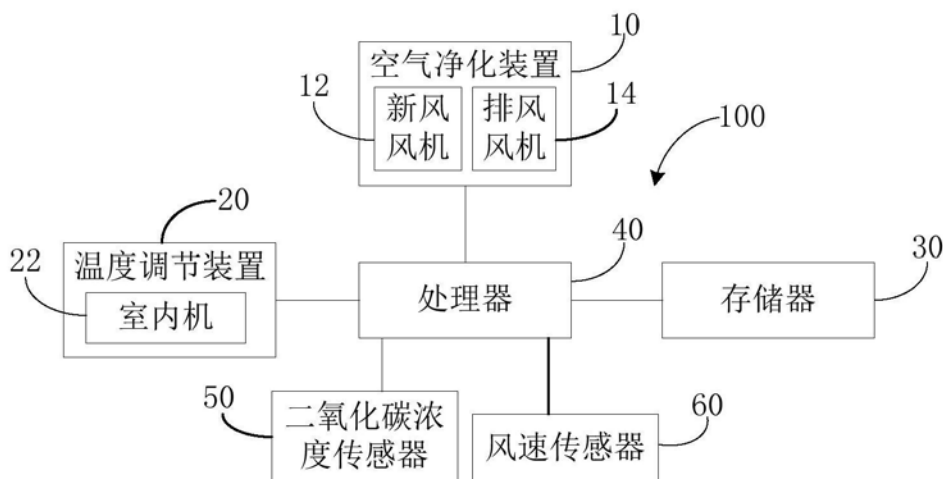 10
空气净化装置
12
新风
风机
排风
风机
14
100
20
22
温度调节装置
室内机
40
处理器
30
存储器
50
二氧化碳浓
度传感器
60
风速传感器